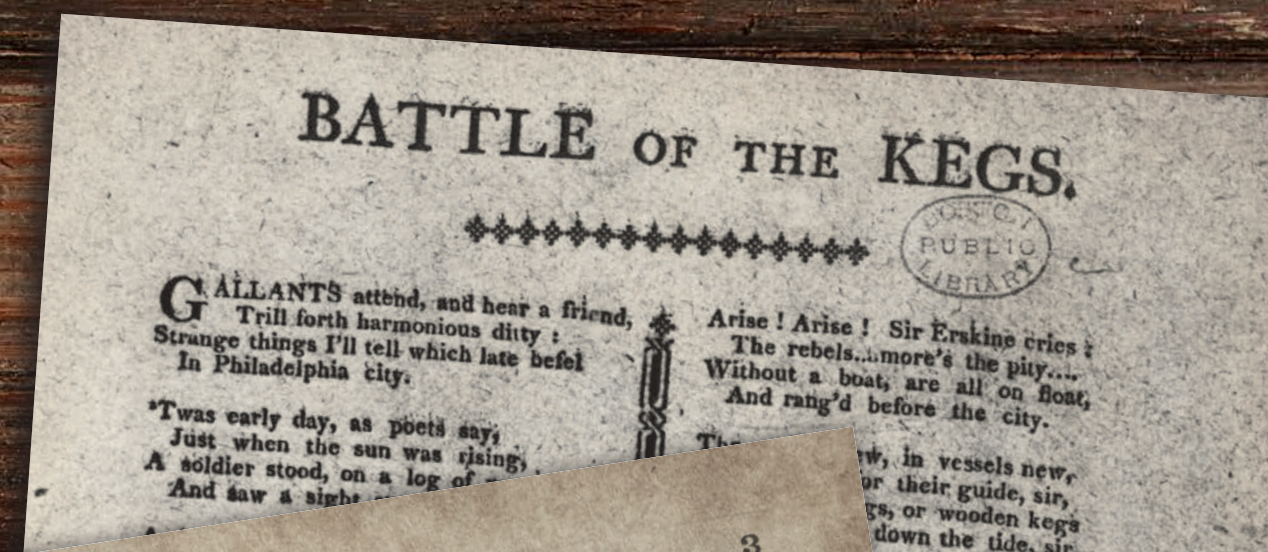 BATTLE OF THE KEGS.
PUBLIC
LIBRARY
GALLANTS attend, and hear a friend,
Trill forth harmonious ditty :
Strange things I'll tell which late befel
In Philadelphia city.
'Twas early day, as poets say,
Just when the sun was rising,
A soldier stood, on a log of
And saw a sight
Arise ! Arise ! Sir Erskine cries :
The rebels....more's the pity....
Without a boat, are all on float,
And rang'd before the city.
in vessels new,
their guide, sir,
or wooden kegs
down the tide, sir
3